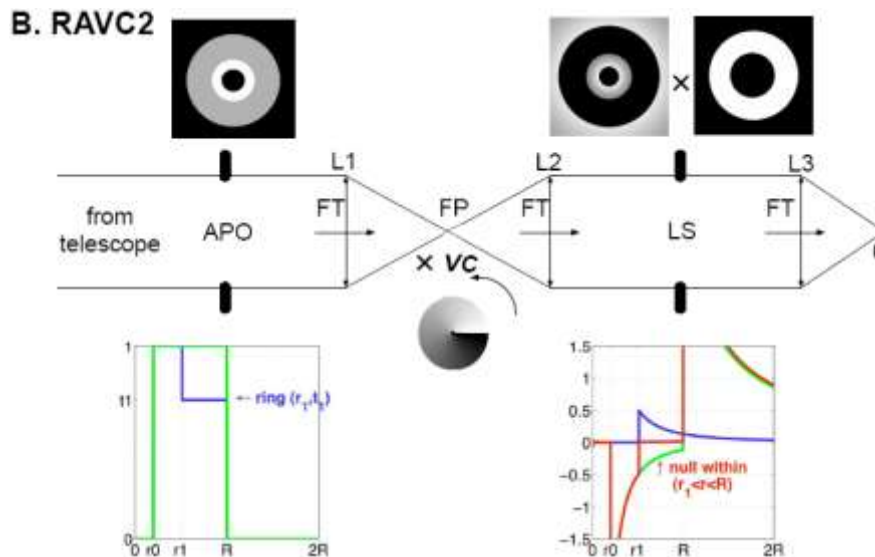 B. RAVC2
×
L1
L2
L3
from
telescope
APO
FT
FP
FT
LS
FT
× VC
1
t1
0
← ring (r₁,t₁)
0 r0 r1 R 2R
1.5
1
0.5
0
−0.5
−1
−1.5
↑ null within
(r₁<r<R)
0 r0 r1 R 2R